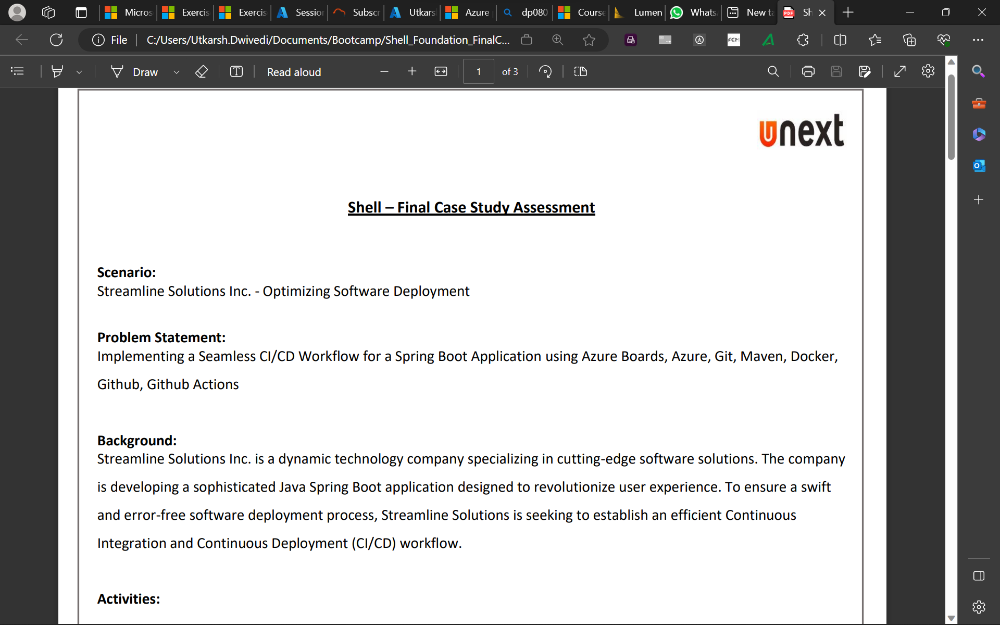 Micros
Exercis
Exercis
Session
Subscr
Utkars
Azure
dp080
Course
Lumen
Whats
New ta
Sh
File
C:/Users/Utkarsh.Dwivedi/Documents/Bootcamp/Shell_Foundation_FinalC...
FCM
Draw
Read aloud
1
of 3
unext
Shell – Final Case Study Assessment
Scenario:
Streamline Solutions Inc. - Optimizing Software Deployment
Problem Statement:
Implementing a Seamless CI/CD Workflow for a Spring Boot Application using Azure Boards, Azure, Git, Maven, Docker,
Github, Github Actions
Background:
Streamline Solutions Inc. is a dynamic technology company specializing in cutting-edge software solutions. The company
is developing a sophisticated Java Spring Boot application designed to revolutionize user experience. To ensure a swift
and error-free software deployment process, Streamline Solutions is seeking to establish an efficient Continuous
Integration and Continuous Deployment (CI/CD) workflow.
Activities: